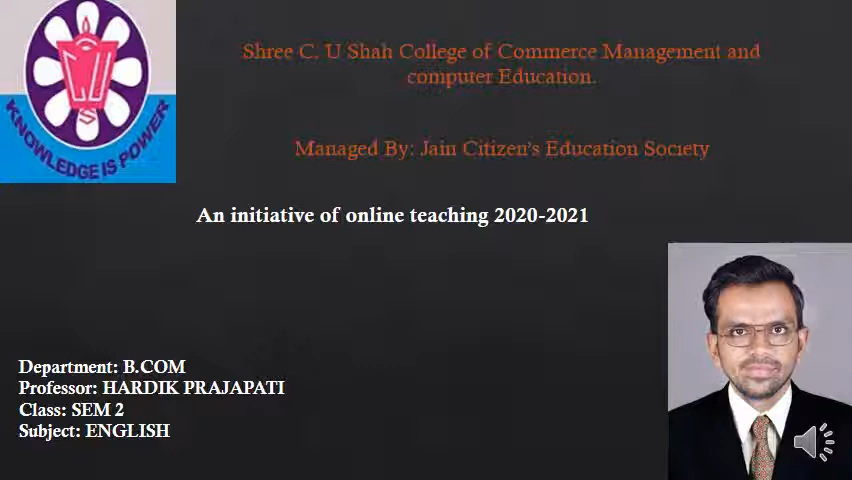 KNOWLEDGE IS POWER
Shree C. U Shah College of Commerce Management and
computer Education.
Managed By: Jain Citizen's Education Society
An initiative of online teaching 2020-2021
Department: B.COM
Professor: HARDIK PRAJAPATI
Class: SEM 2
Subject: ENGLISH